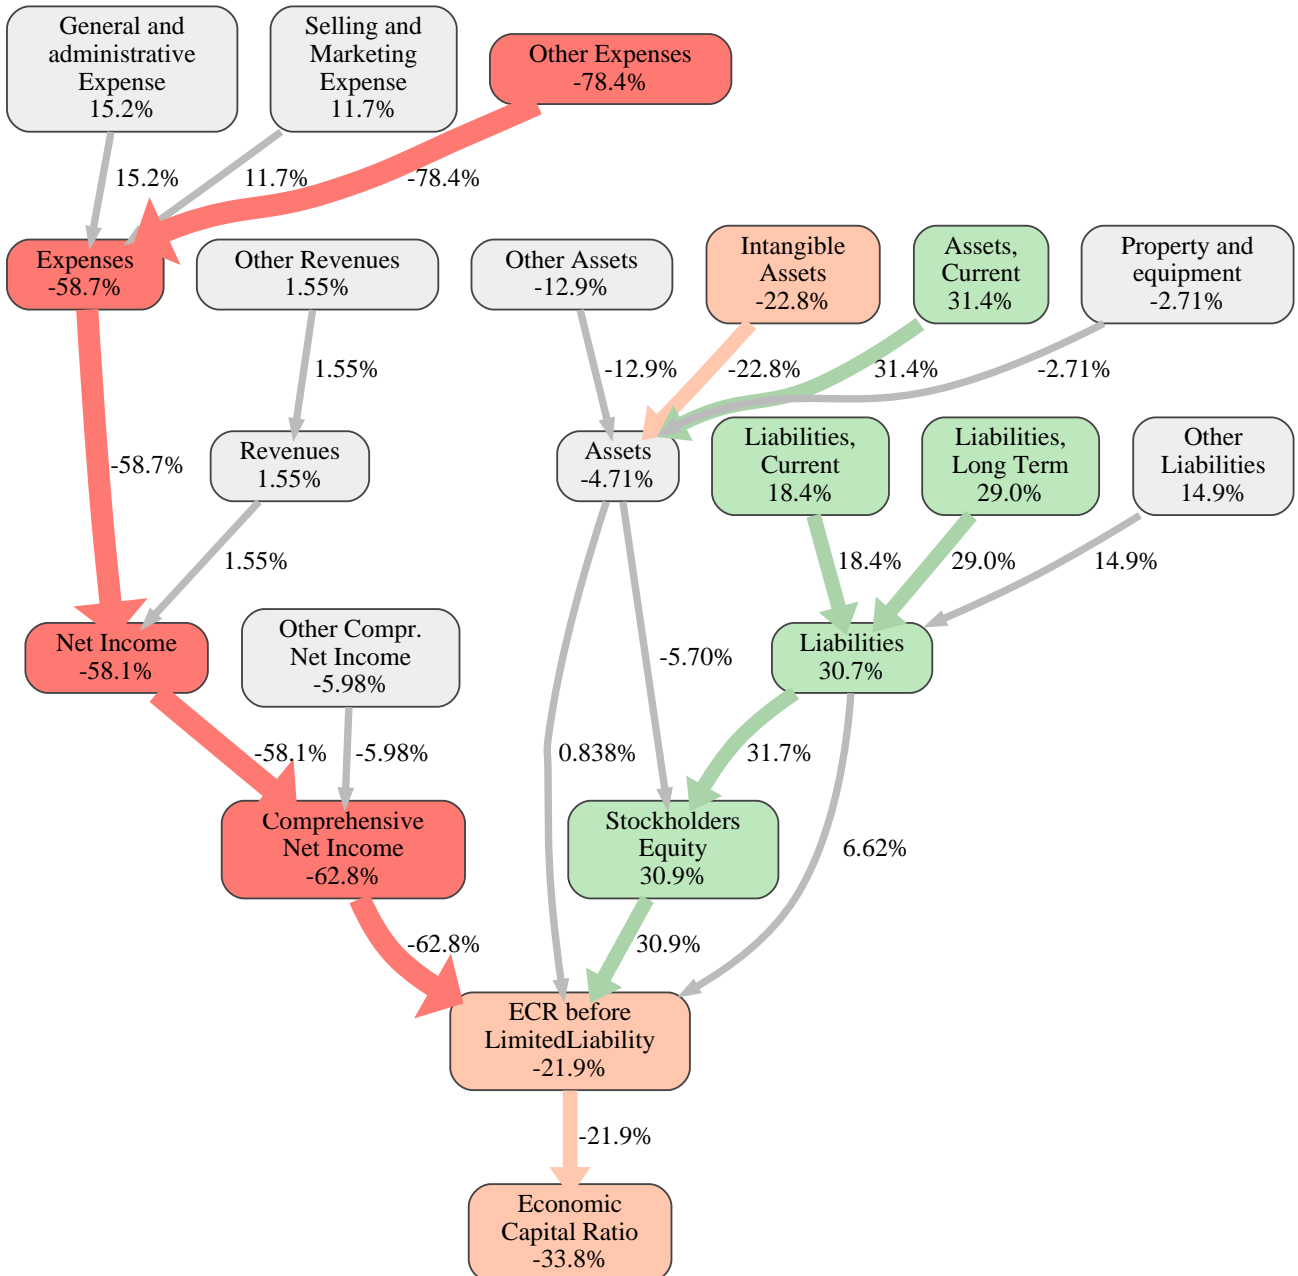 General and
administrative
Expense
15.2%
Selling and
Marketing
Expense
11.7%
Other Expenses
-78.4%
15.2%
11.7%
-78.4%
Expenses
-58.7%
Other Revenues
1.55%
Other Assets
-12.9%
Intangible
Assets
-22.8%
Assets,
Current
31.4%
Property and
equipment
-2.71%
1.55%
-12.9%
-22.8%
31.4%
-2.71%
-58.7%
Revenues
1.55%
Assets
-4.71%
Liabilities,
Current
18.4%
Liabilities,
Long Term
29.0%
Other
Liabilities
14.9%
1.55%
18.4%
29.0%
14.9%
Net Income
-58.1%
Other Compr.
Net Income
-5.98%
-5.70%
Liabilities
30.7%
-58.1%
-5.98%
0.838%
31.7%
Comprehensive
Net Income
-62.8%
Stockholders
Equity
30.9%
6.62%
-62.8%
30.9%
ECR before
LimitedLiability
-21.9%
-21.9%
Economic
Capital Ratio
-33.8%